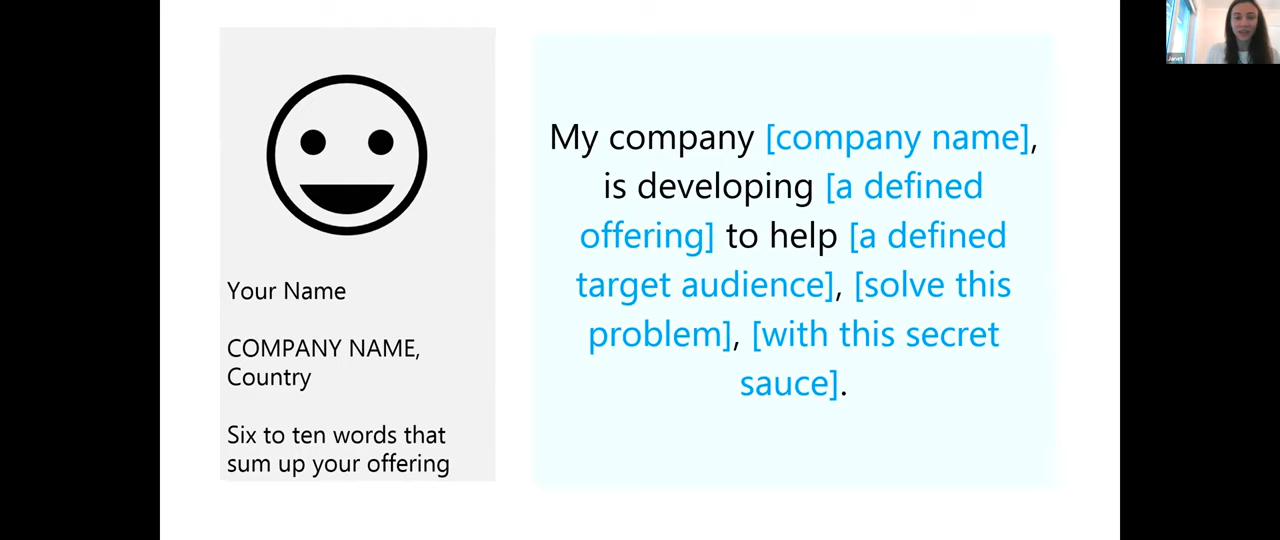 Your Name
COMPANY NAME,
Country
Six to ten words that
sum up your offering
My company [company name],
is developing [a defined
offering] to help [a defined
target audience], [solve this
problem], [with this secret
sauce].
Janet